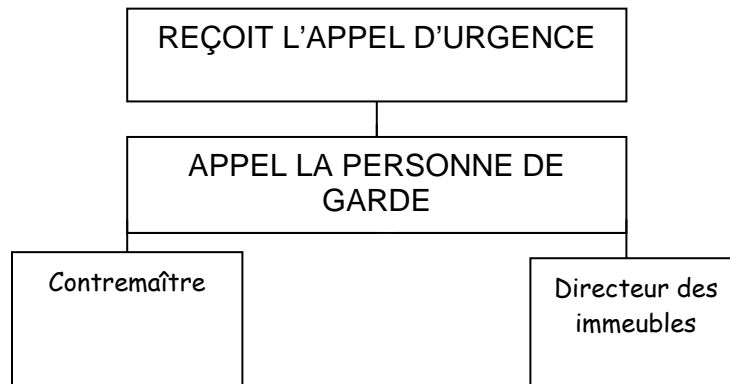 REÇOIT L'APPEL D'URGENCE
APPEL LA PERSONNE DE
GARDE
Contremaître
Directeur des
immeubles